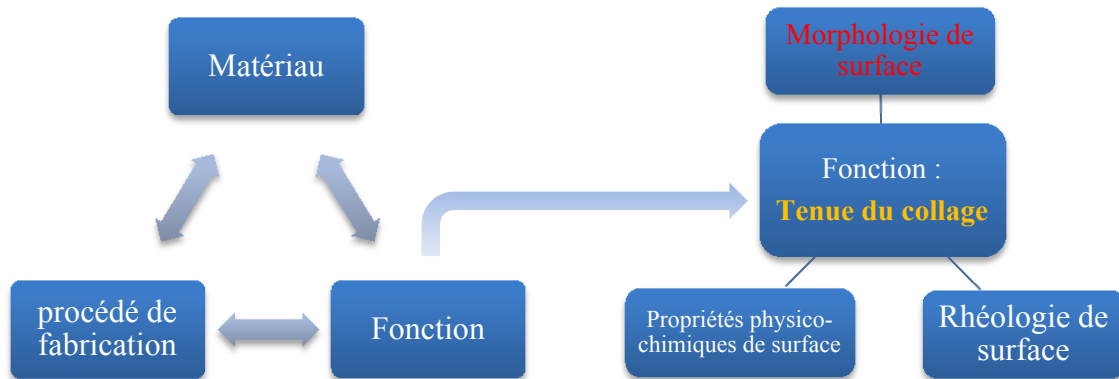 Matériau
procédé de
fabrication
Fonction
Morphologie de
surface
Fonction :
Tenue du collage
Propriétés physico-
chimiques de surface
Rhéologie de
surface